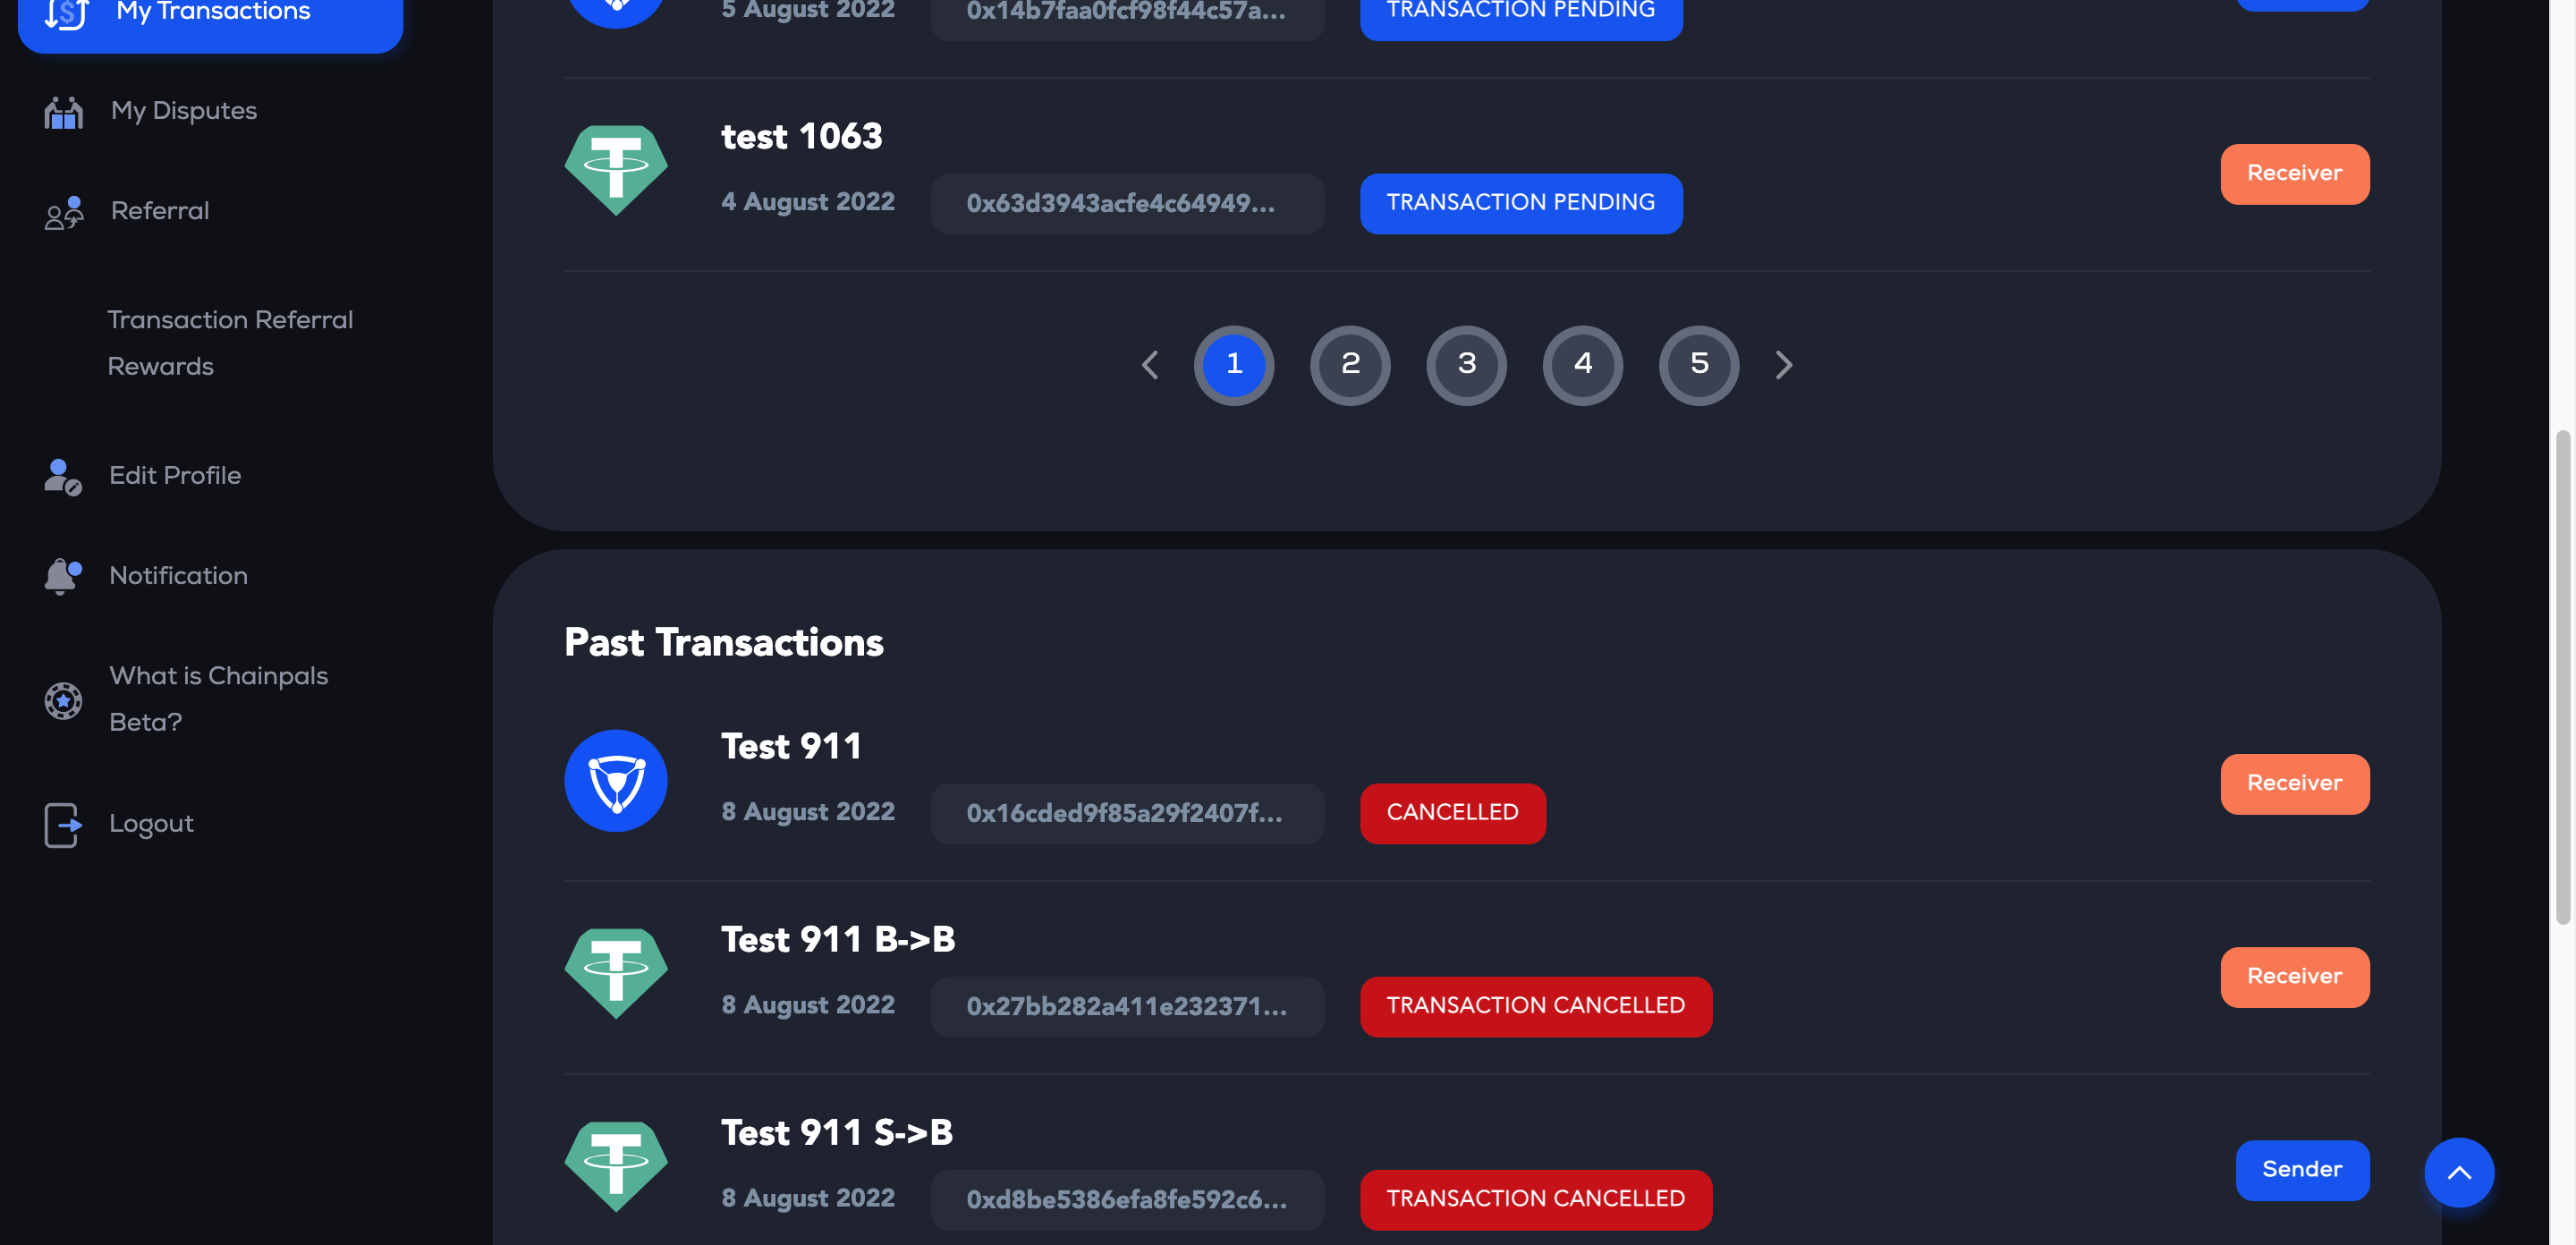 My Transactions
My Disputes
Referral
Transaction Referral
Rewards
Edit Profile
Notification
What is Chainpals
Beta?
Logout
5 August 2022 0x14b7faa0fcf98f44c57a... TRANSACTION PENDING
test 1063
4 August 2022 0x63d3943acfe4c64949... TRANSACTION PENDING
Receiver
1 2 3 4 5
Past Transactions
Test 911
8 August 2022 0x16cded9f85a29f2407f... CANCELLED
Receiver
Test 911 B->B
8 August 2022 0x27bb282a411e232371... TRANSACTION CANCELLED
Receiver
Test 911 S->B
8 August 2022 0xd8be5386efa8fe592c6... TRANSACTION CANCELLED
Sender